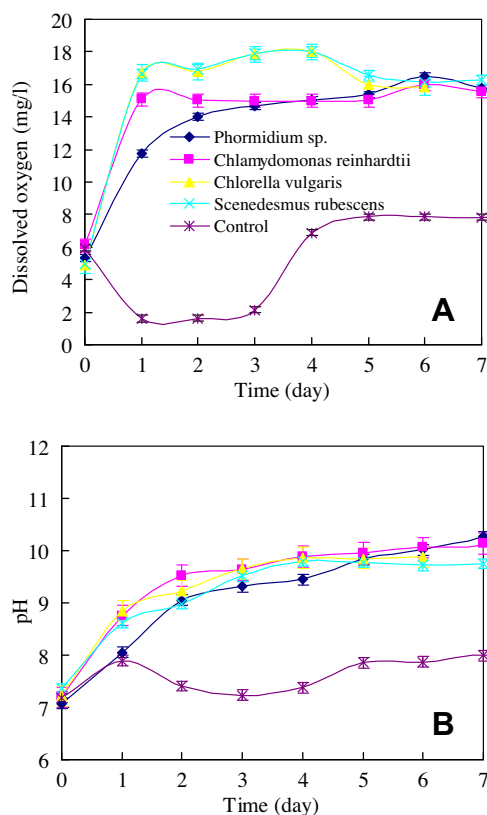 18
16
14
12
10
8
6
4
2
0
Dissolved oxygen (mg/l)
Phormidium sp.
Chlamydomonas reinhardtii
Chlorella vulgaris
Scenedesmus rubescens
Control
A
0 1 2 3 4 5 6 7
Time (day)
12
11
10
9
8
7
6
pH
B
0 1 2 3 4 5 6 7
Time (day)